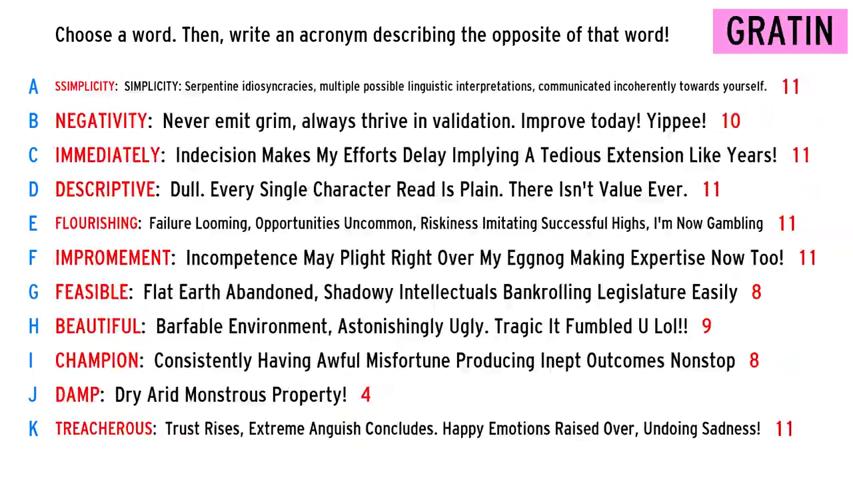 Choose a word. Then, write an acronym describing the opposite of that word! GRATIN
A SSIMPLICITY: SIMPLICITY: Serpentine idiosyncracies, multiple possible linguistic interpretations, communicated incoherently towards yourself. 11
B NEGATIVITY: Never emit grim, always thrive in validation. Improve today! Yippee! 10
C IMMEDIATELY: Indecision Makes My Efforts Delay Implying A Tedious Extension Like Years! 11
D DESCRIPTIVE: Dull. Every Single Character Read Is Plain. There Isn't Value Ever. 11
E FLOURISHING: Failure Looming, Opportunities Uncommon, Riskiness Imitating Successful Highs, I'm Now Gambling 11
F IMPROMEMENT: Incompetence May Plight Right Over My Eggnog Making Expertise Now Too! 11
G FEASIBLE: Flat Earth Abandoned, Shadowy Intellectuals Bankrolling Legislature Easily 8
H BEAUTIFUL: Barfable Environment, Astonishingly Ugly. Tragic It Fumbled U Lol!! 9
I CHAMPION: Consistently Having Awful Misfortune Producing Inept Outcomes Nonstop 8
J DAMP: Dry Arid Monstrous Property! 4
K TREACHEROUS: Trust Rises, Extreme Anguish Concludes. Happy Emotions Raised Over, Undoing Sadness! 11